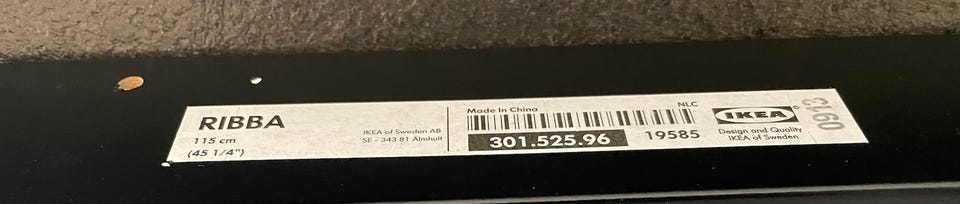 RIBBA
115 cm
(45 1/4")
IKEA of Sweden AB
SE - 343 81 Älmhult
Made in China
NLC
301.525.96
19585
IKEA®
Design and Quality
IKEA of Sweden
0913